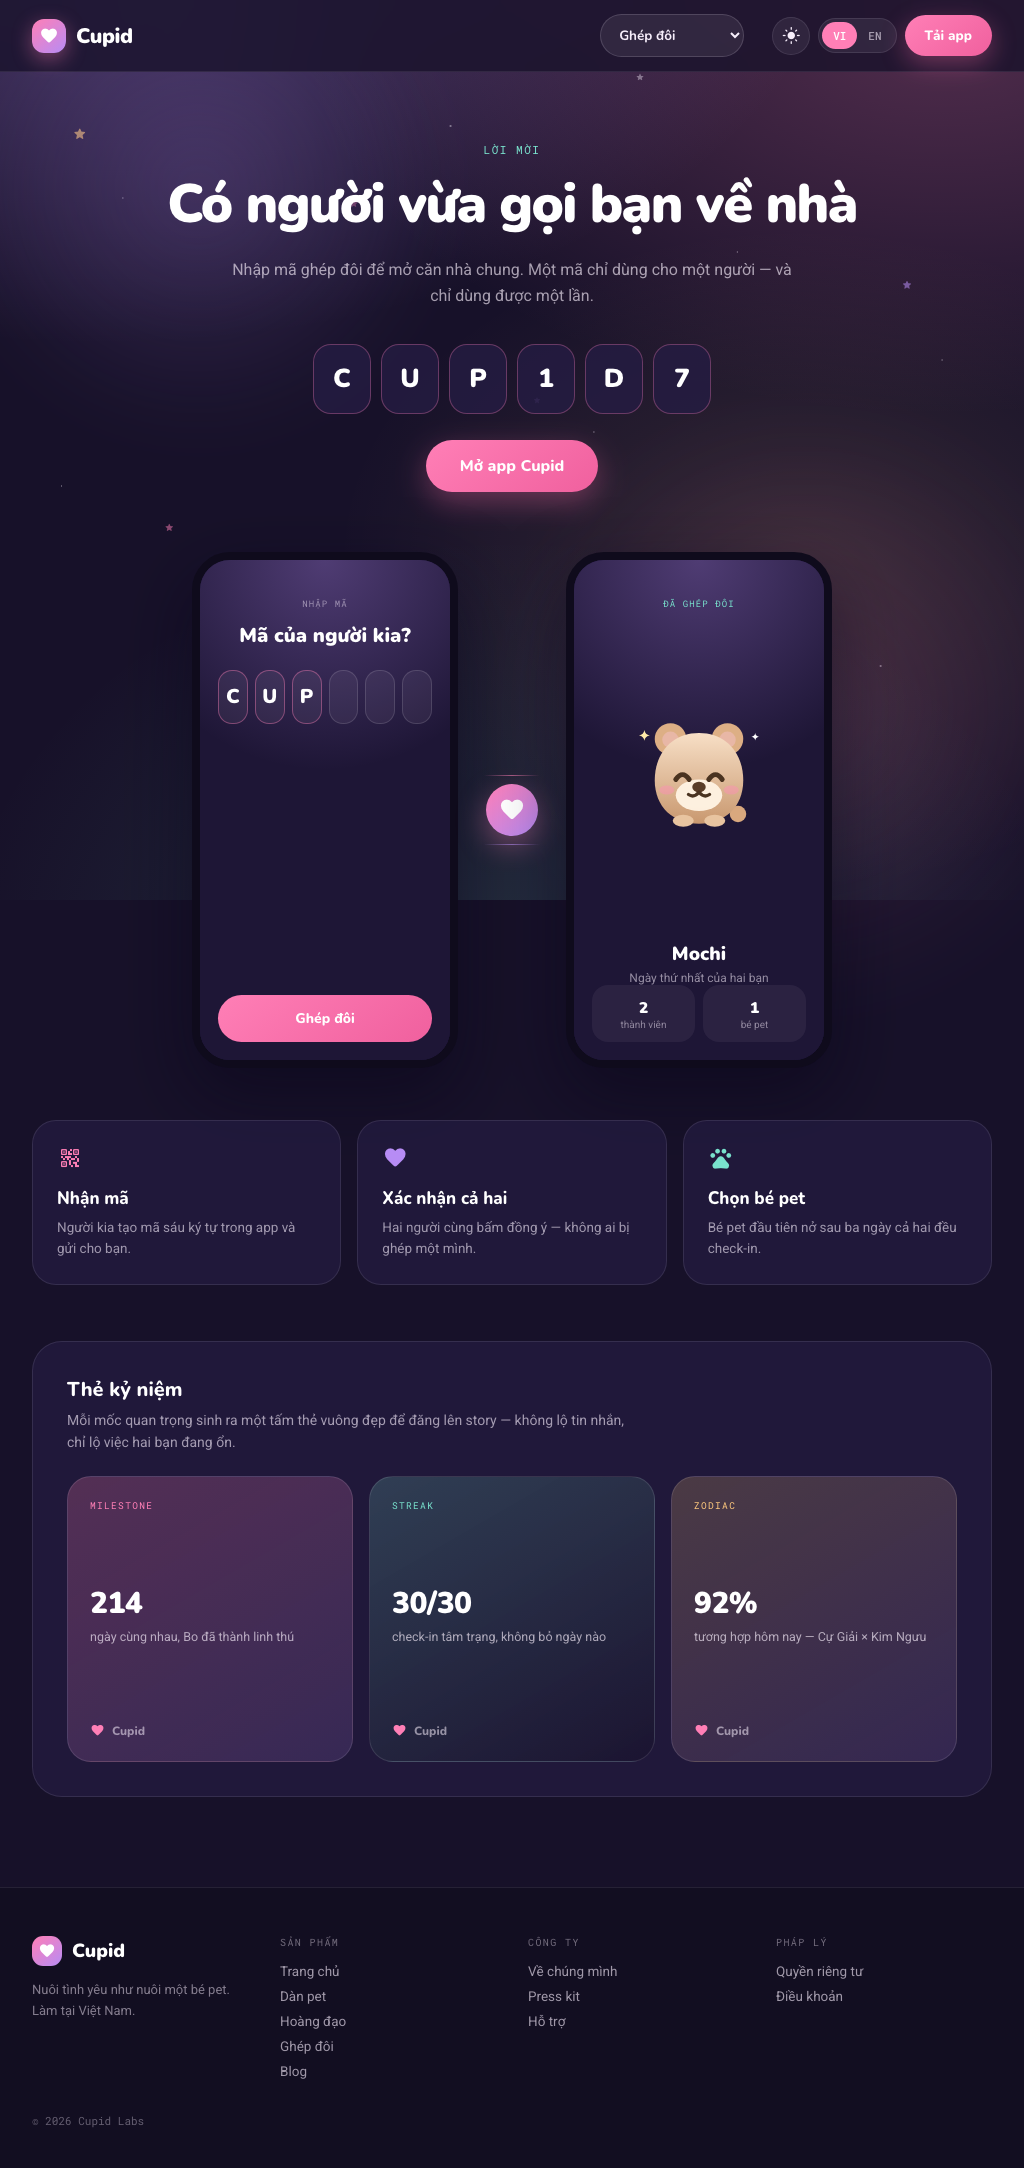 Cupid
Ghép đôi
VI
EN
Tải app
LỜI MỜI
Có người vừa gọi bạn về nhà
Nhập mã ghép đôi để mở căn nhà chung. Một mã chỉ dùng cho một người — và
chỉ dùng được một lần.
C U P 1 D 7
Mở app Cupid
NHẬP MÃ
Mã của người kia?
C U P
Ghép đôi
ĐÃ GHÉP ĐÔI
Mochi
Ngày thứ nhất của hai bạn
2
thành viên
1
bé pet
Nhận mã
Người kia tạo mã sáu ký tự trong app và
gửi cho bạn.
Xác nhận cả hai
Hai người cùng bấm đồng ý — không ai bị
ghép một mình.
Chọn bé pet
Bé pet đầu tiên nở sau ba ngày cả hai đều
check-in.
Thẻ kỷ niệm
Mỗi mốc quan trọng sinh ra một tấm thẻ vuông đẹp để đăng lên story — không lộ tin nhắn,
chỉ lộ việc hai bạn đang ổn.
MILESTONE
214
ngày cùng nhau, Bo đã thành linh thú
Cupid
STREAK
30/30
check-in tâm trạng, không bỏ ngày nào
Cupid
ZODIAC
92%
tương hợp hôm nay — Cự Giải × Kim Ngưu
Cupid
Cupid
Nuôi tình yêu như nuôi một bé pet.
Làm tại Việt Nam.
SẢN PHẨM
Trang chủ
Dàn pet
Hoàng đạo
Ghép đôi
Blog
CÔNG TY
Về chúng mình
Press kit
Hỗ trợ
PHÁP LÝ
Quyền riêng tư
Điều khoản
© 2026 Cupid Labs